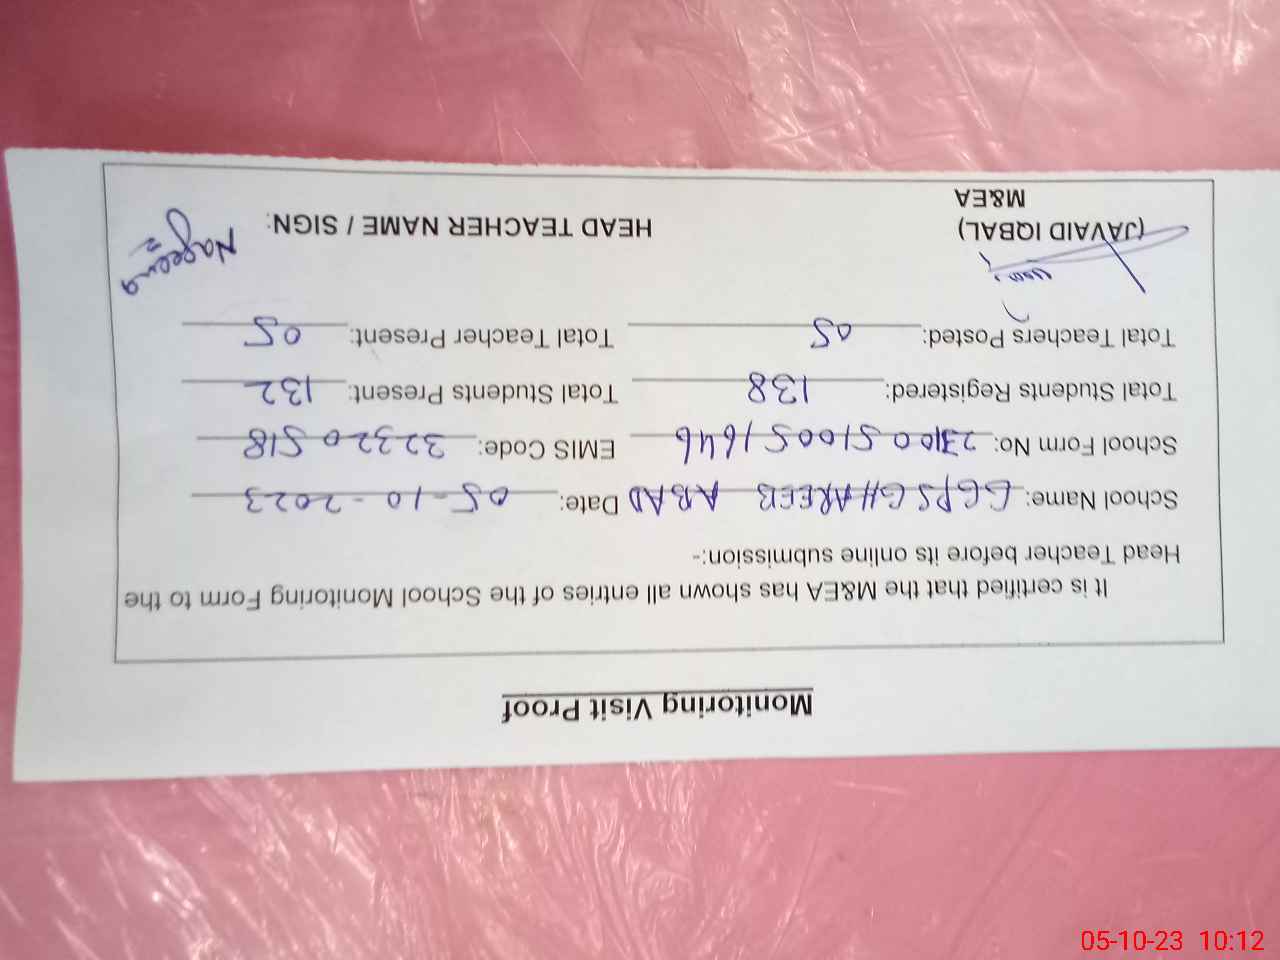 Monitoring Visit Proof
It is certified that the M&EA has shown all entries of the School Monitoring Form to the
Head Teacher before its online submission:-
School Name: GGPS GHAREEB ABAD Date: 05-10-2023
School Form No: 23100510051646 EMIS Code: 32320518
Total Students Registered: 138 Total Students Present: 132
Total Teachers Posted: 05 Total Teacher Present: 05
(JAVAID IQBAL) HEAD TEACHER NAME / SIGN: Nageena
M&EA
05-10-23 10:12